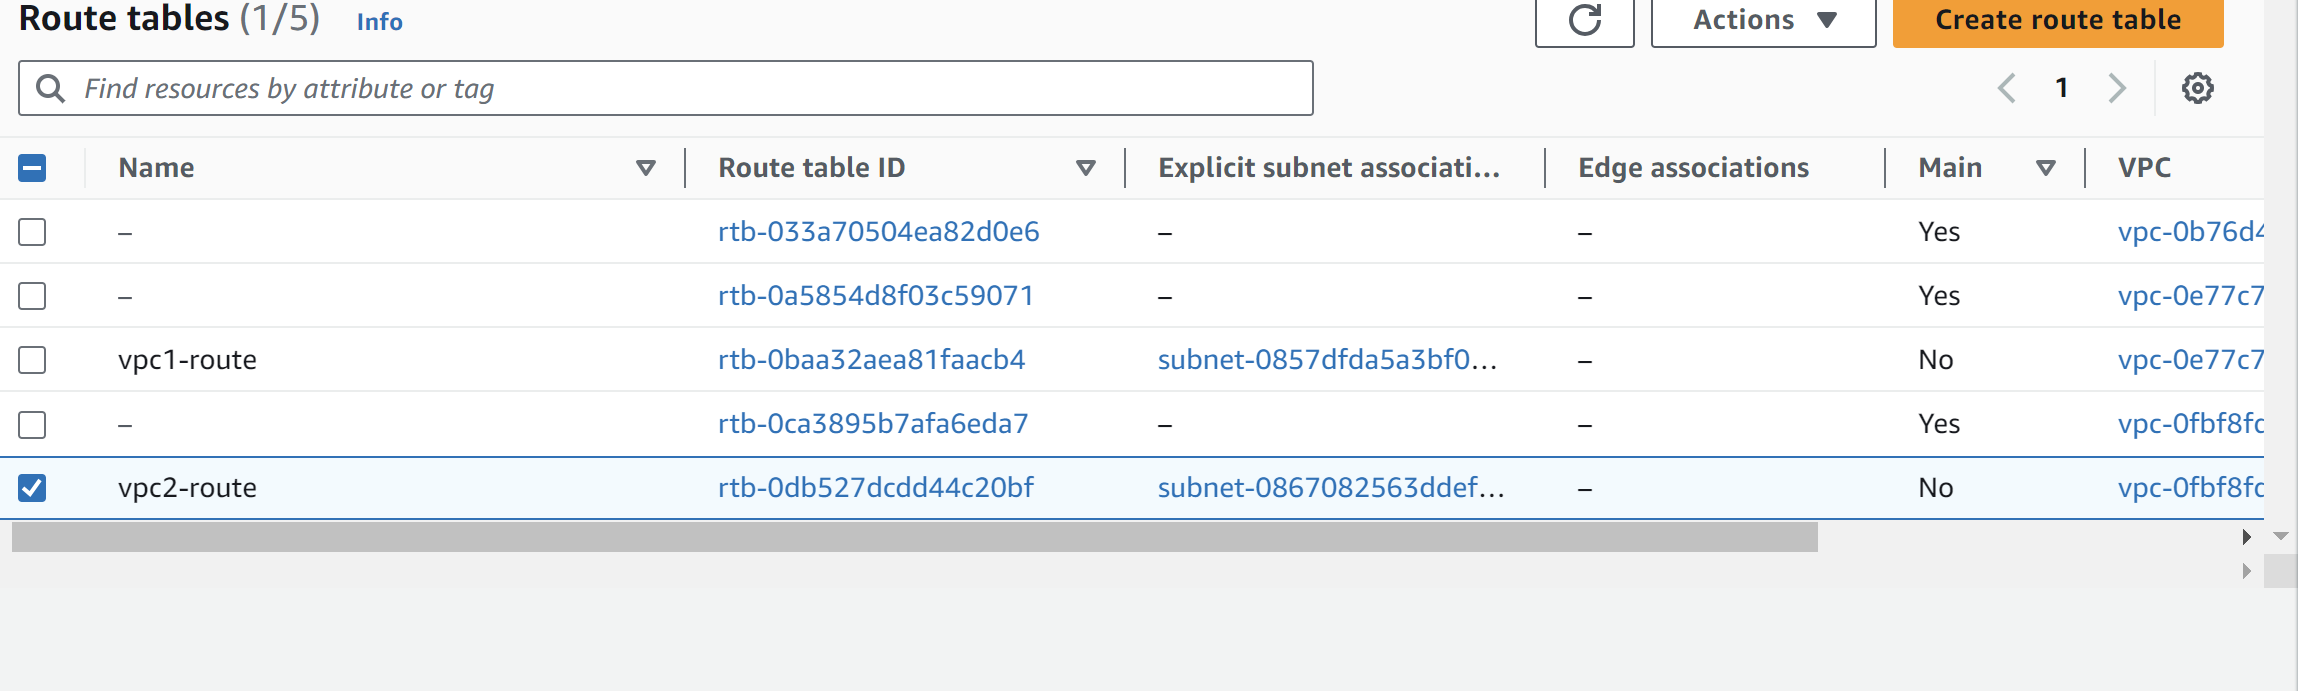 Route tables (1/5) Info Actions Create route table
Find resources by attribute or tag 1
Name Route table ID Explicit subnet associati... Edge associations Main VPC
– rtb-033a70504ea82d0e6 – – Yes vpc-0b76d4
– rtb-0a5854d8f03c59071 – – Yes vpc-0e77c7
vpc1-route rtb-0baa32aea81faacb4 subnet-0857dfda5a3bf0... – No vpc-0e77c7
– rtb-0ca3895b7afa6eda7 – – Yes vpc-0fbf8fc
vpc2-route rtb-0db527dcdd44c20bf subnet-0867082563ddef... – No vpc-0fbf8fc